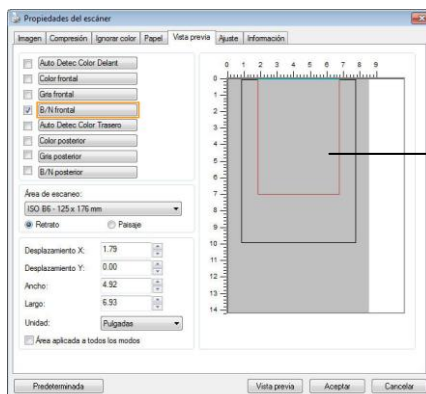 Propiedades del escáner
Imagen Compresión Ignorar color Papel Vista previa Ajuste Información
Auto Detec Color Delant
Color frontal
Gris frontal
B/N frontal
Auto Detec Color Trasero
Color posterior
Gris posterior
B/N posterior
Área de escaneo:
ISO B6 - 125 x 176 mm
Retrato Paisaje
Desplazamiento X: 1.79
Desplazamiento Y: 0.00
Ancho: 4.92
Largo: 6.93
Unidad: Pulgadas
Área aplicada a todos los modos
0 1 2 3 4 5 6 7 8 9
0
1
2
3
4
5
6
7
8
9
10
11
12
13
14
Predeterminada Vista previa Aceptar Cancelar